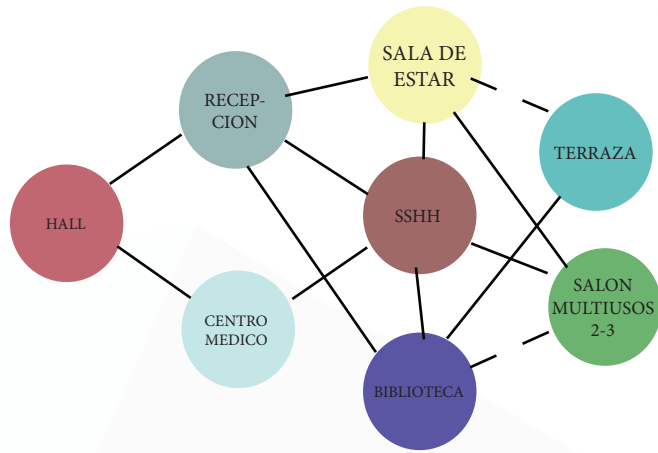 SALA DE
ESTAR
RECEP-
CION
TERRAZA
HALL
SSHH
SALON
MULTIUSOS
2-3
CENTRO
MEDICO
BIBLIOTECA